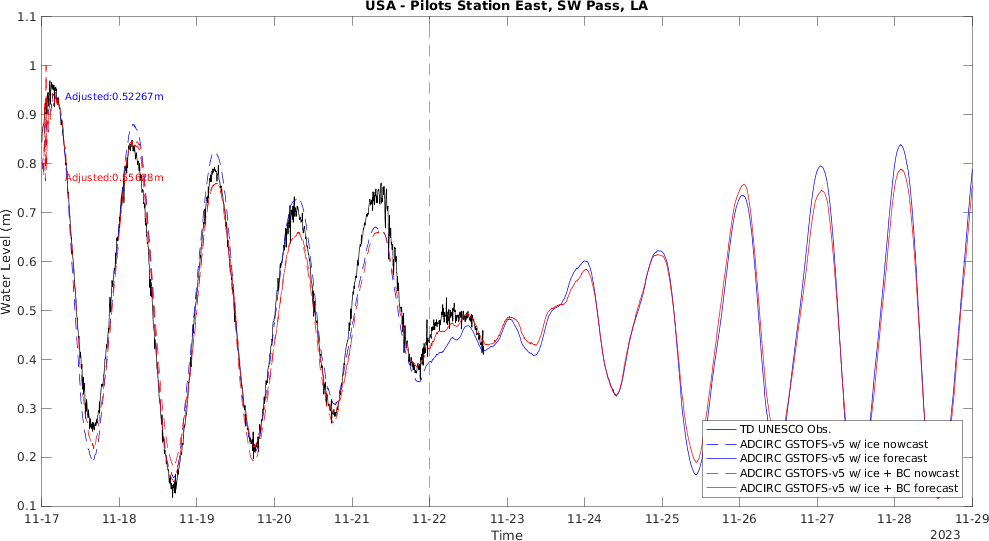 USA - Pilots Station East, SW Pass, LA
1.1
1
0.9
0.8
0.7
0.6
0.5
0.4
0.3
0.2
0.1
Water Level (m)
Adjusted:0.52267m
TD UNESCO Obs.
ADCIRC GSTOFS-v5 w/ ice nowcast
ADCIRC GSTOFS-v5 w/ ice forecast
ADCIRC GSTOFS-v5 w/ ice + BC nowcast
ADCIRC GSTOFS-v5 w/ ice + BC forecast
11-17 11-18 11-19 11-20 11-21 11-22 11-23 11-24 11-25 11-26 11-27 11-28 11-29
Time
2023